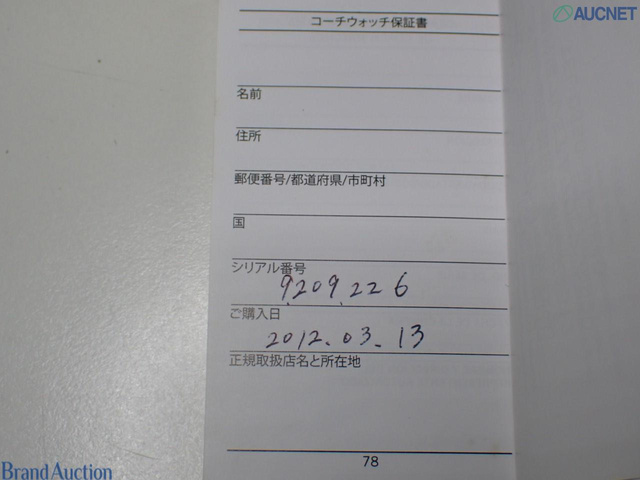 AUCNET
コーチウォッチ保証書
名前
住所
郵便番号/都道府県/市町村
国
シリアル番号
9209226
ご購入日
2012.03.13
正規取扱店名と所在地
78
Brand Auction